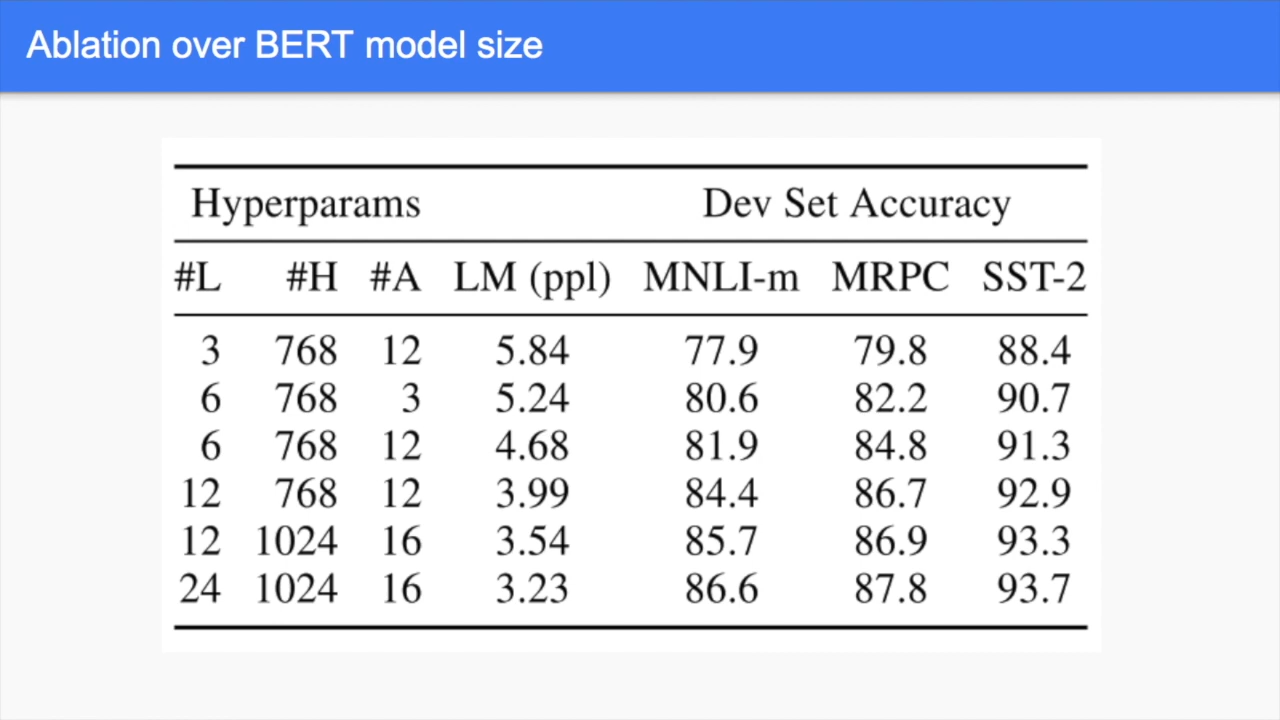 Ablation over BERT model size
Hyperparams Dev Set Accuracy
#L #H #A LM (ppl) MNLI-m MRPC SST-2
3 768 12 5.84 77.9 79.8 88.4
6 768 3 5.24 80.6 82.2 90.7
6 768 12 4.68 81.9 84.8 91.3
12 768 12 3.99 84.4 86.7 92.9
12 1024 16 3.54 85.7 86.9 93.3
24 1024 16 3.23 86.6 87.8 93.7